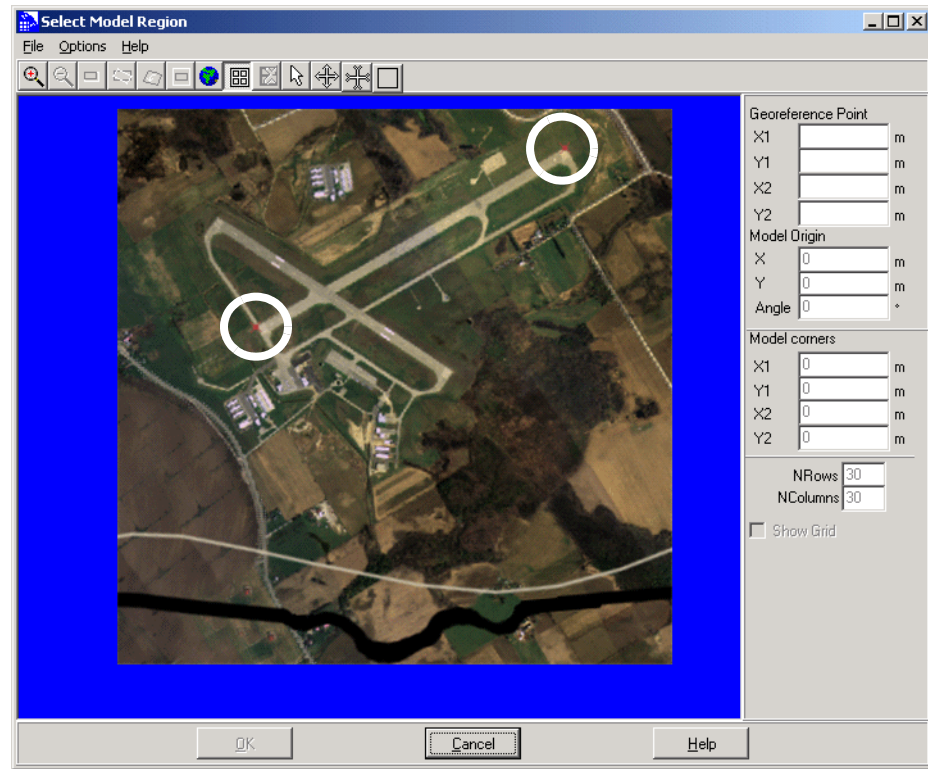 Select Model Region
File Options Help
Georeference Point
X1 m
Y1 m
X2 m
Y2 m
Model Origin
X 0 m
Y 0 m
Angle 0 °
Model corners
X1 0 m
Y1 0 m
X2 0 m
Y2 0 m
NRows 30
NColumns 30
Show Grid
OK Cancel Help